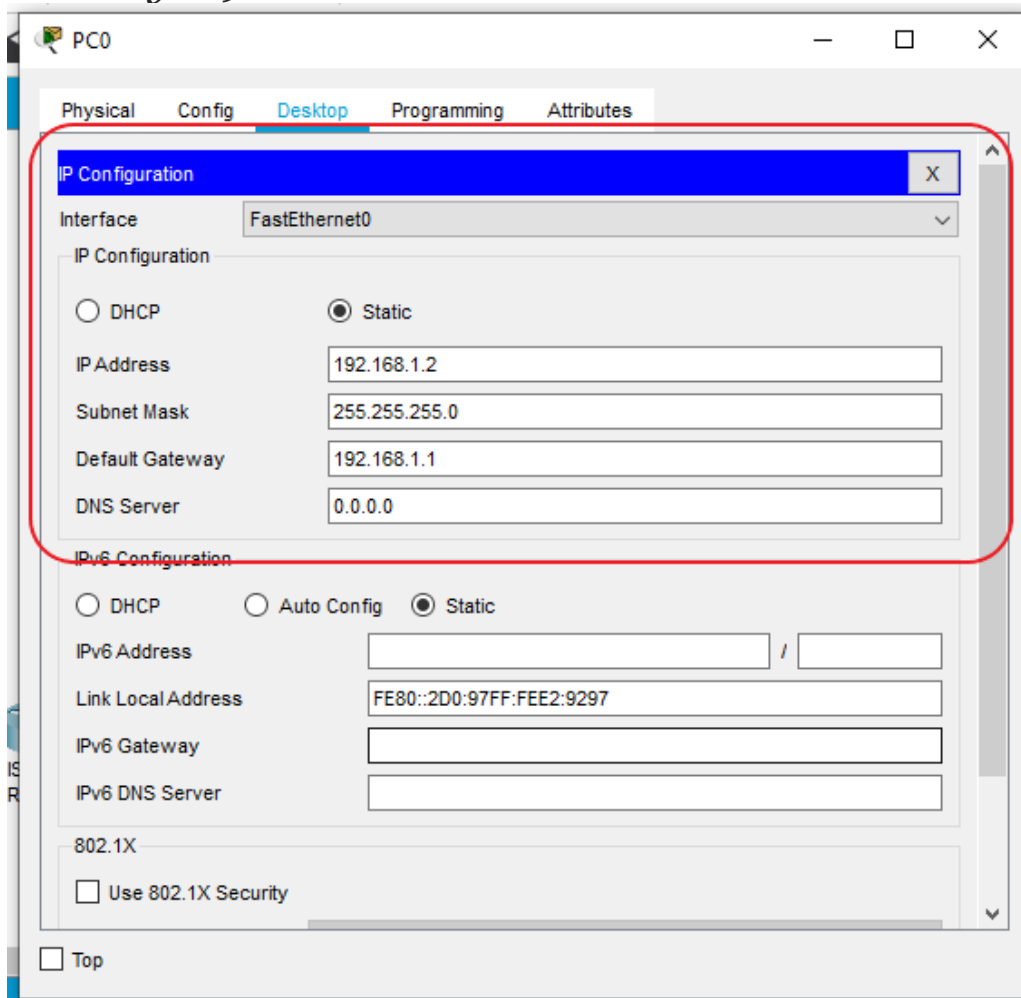 PC0
Physical Config Desktop Programming Attributes
IP Configuration X
Interface FastEthernet0
IP Configuration
DHCP Static
IP Address 192.168.1.2
Subnet Mask 255.255.255.0
Default Gateway 192.168.1.1
DNS Server 0.0.0.0
IPv6 Configuration
DHCP Auto Config Static
IPv6 Address /
Link Local Address FE80::2D0:97FF:FEE2:9297
IPv6 Gateway
IPv6 DNS Server
802.1X
Use 802.1X Security
Top